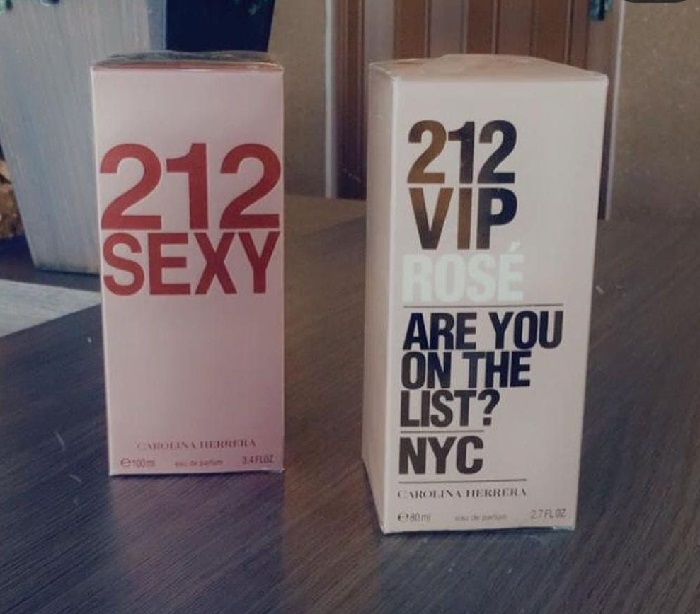 212
SEXY
CAROLINA HERRERA
℮100ml eau de parfum 3.4 FL OZ
212
VIP
ROSÉ
ARE YOU
ON THE
LIST?
NYC
CAROLINA HERRERA
℮80ml eau de parfum 2.7 FL OZ